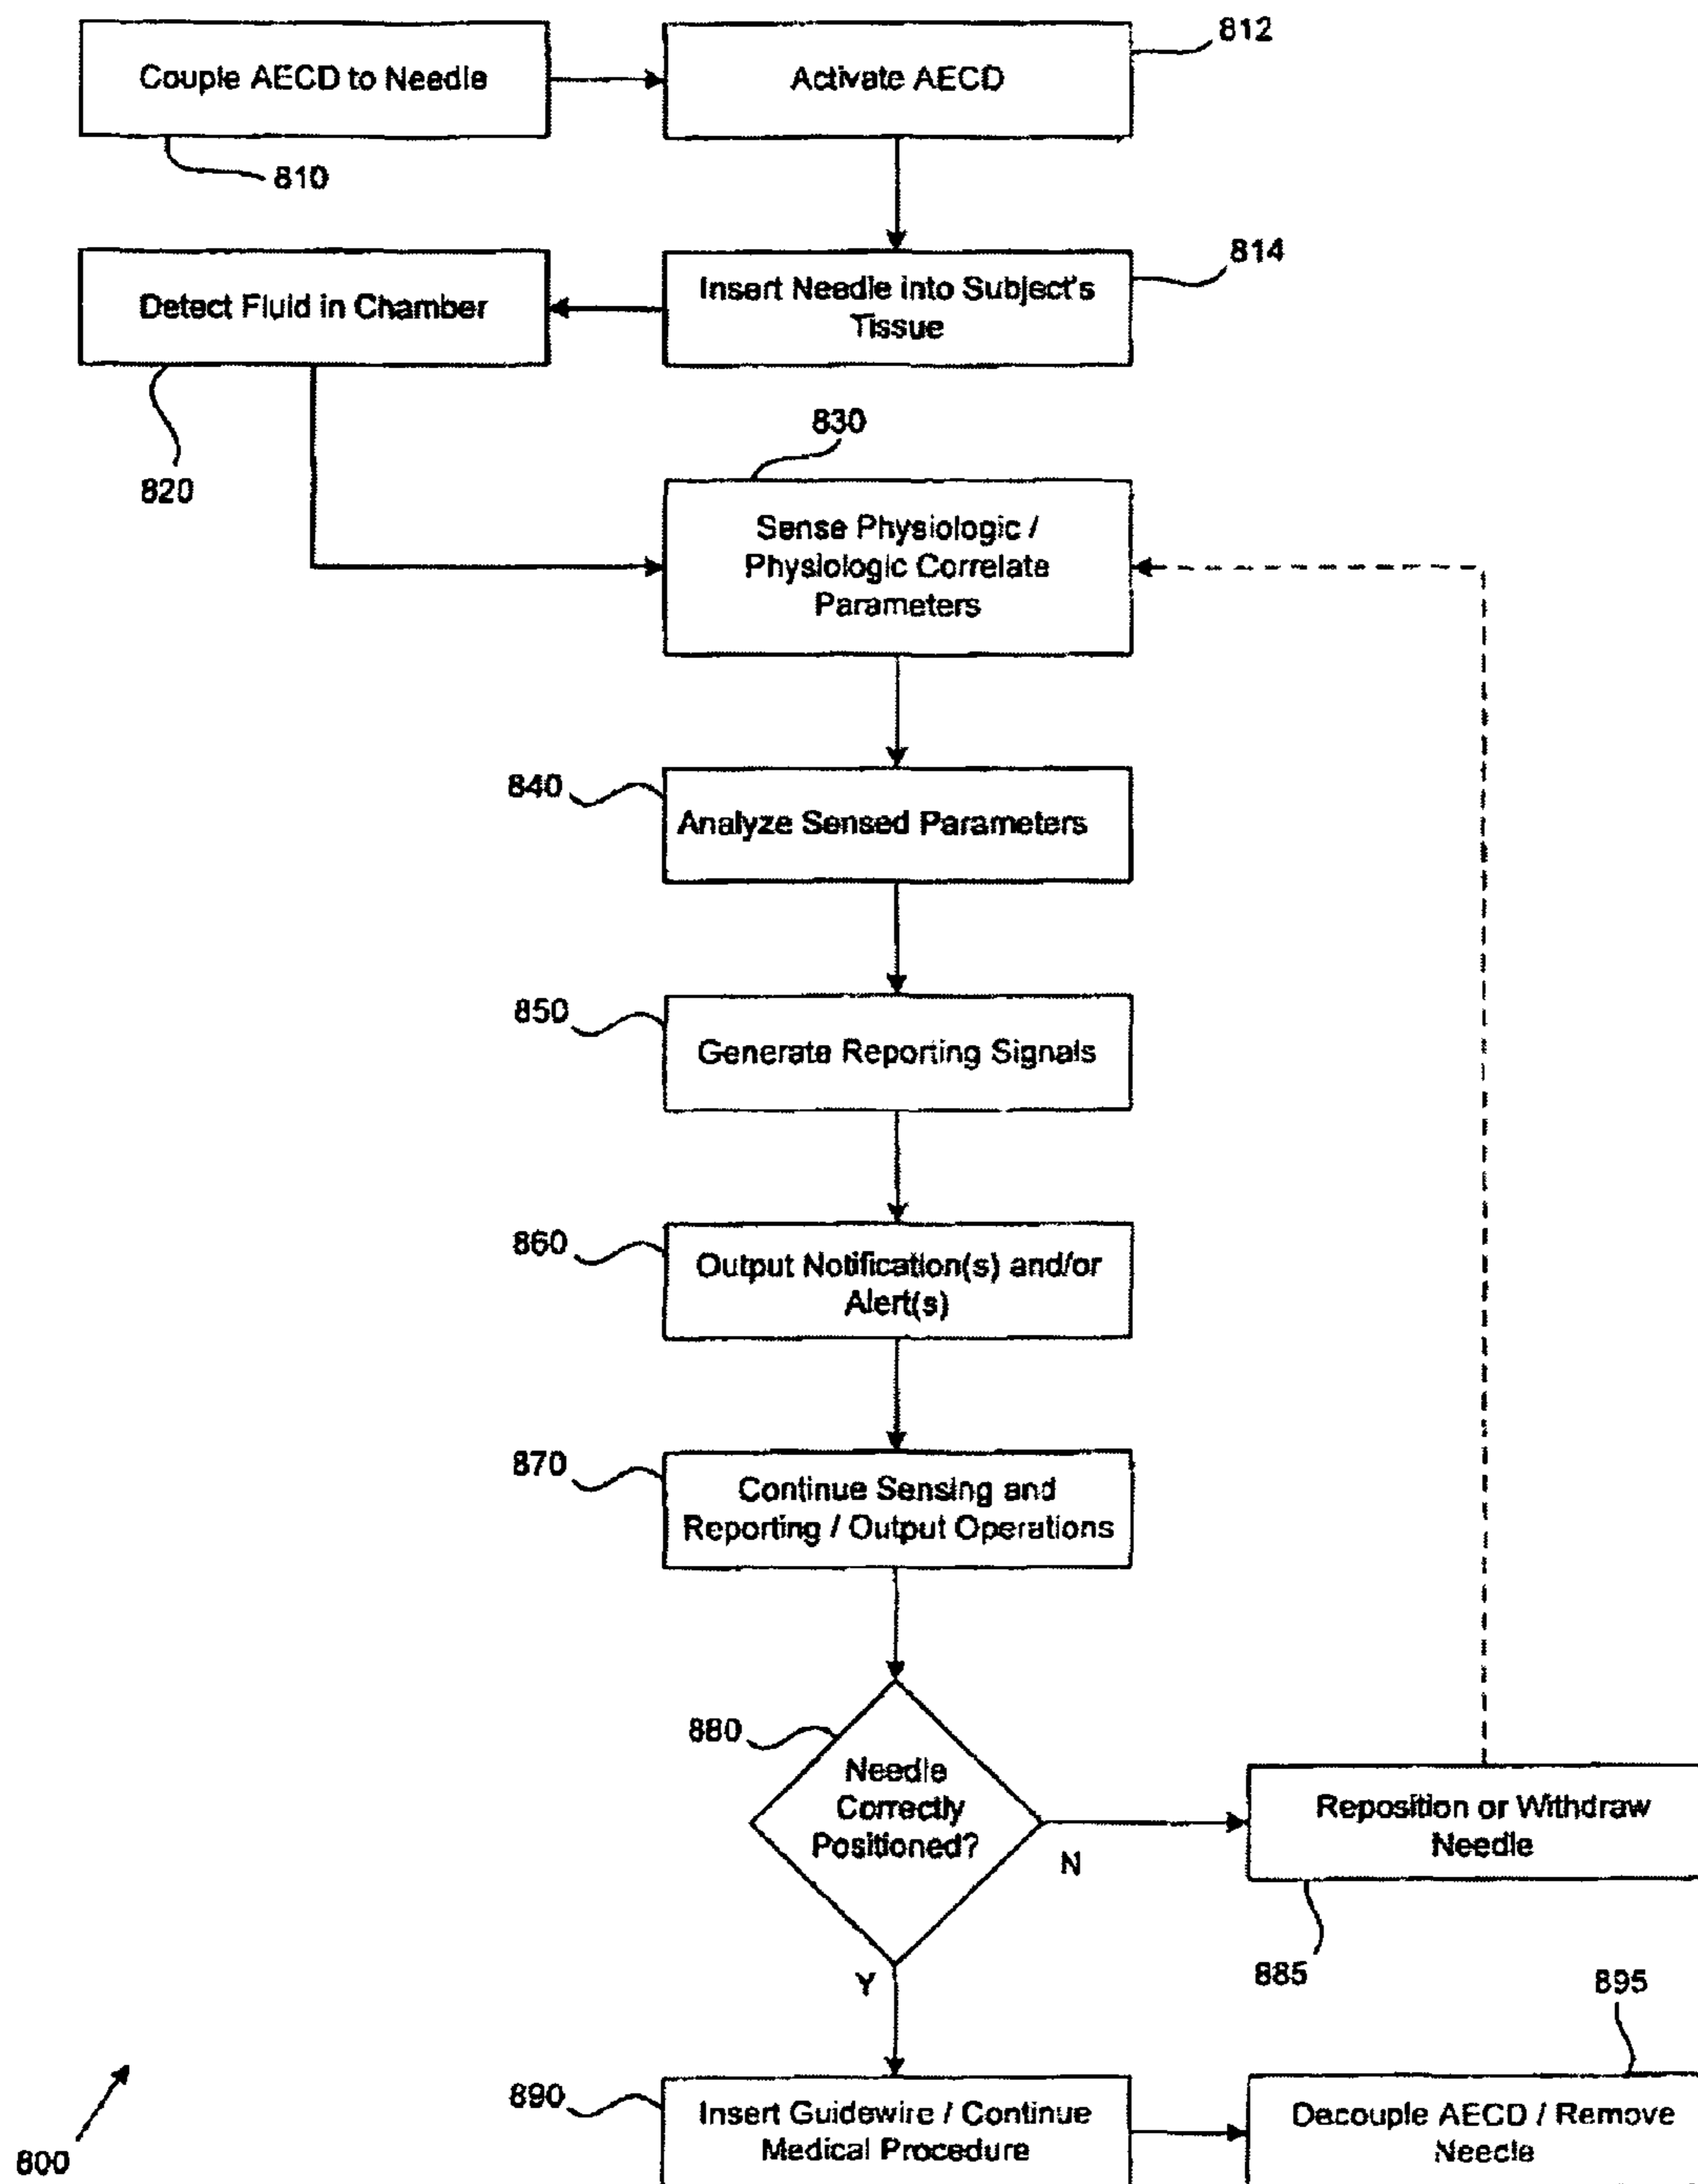 Couple AECD to Needle
810
Activate AECD
812
Insert Needle into Subject's
Tissue
814
Detect Fluid in Chamber
820
830
Sense Physiologic /
Physiologic Correlate
Parameters
840
Analyze Sensed Parameters
850
Generate Reporting Signals
860
Output Notification(s) and/or
Alert(s)
870
Continue Sensing and
Reporting / Output Operations
880
Needle
Correctly
Positioned?
N
Reposition or Withdraw
Needle
885
Y
890
Insert Guidewire / Continue
Medical Procedure
895
Decouple AECD / Remove
Needle
800